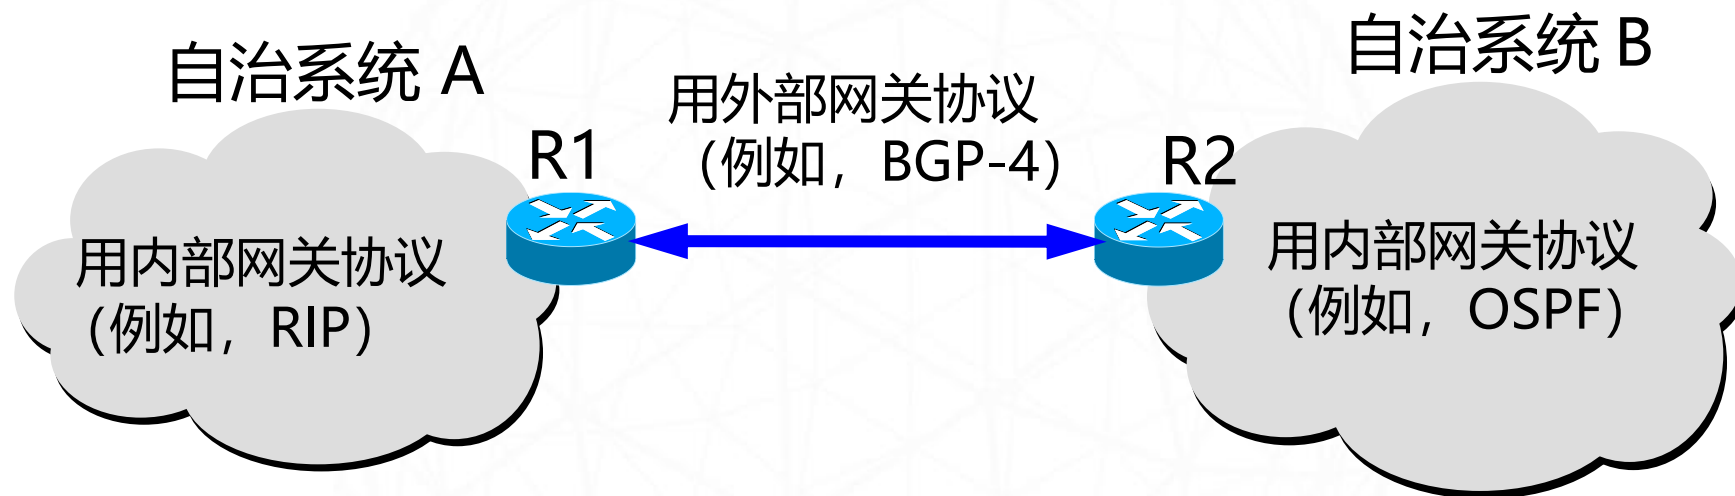 自治系统 A
自治系统 B
用外部网关协议
（例如，BGP-4）
R1
R2
用内部网关协议
（例如，RIP）
用内部网关协议
（例如，OSPF）